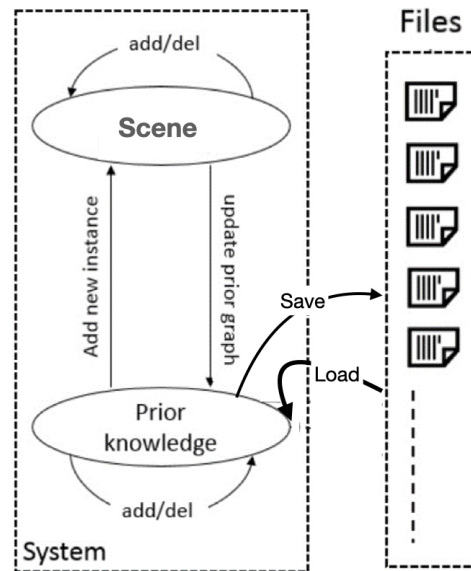 Files
add/del
Scene
Add new instance
update prior graph
Save
Load
Prior
knowledge
add/del
System